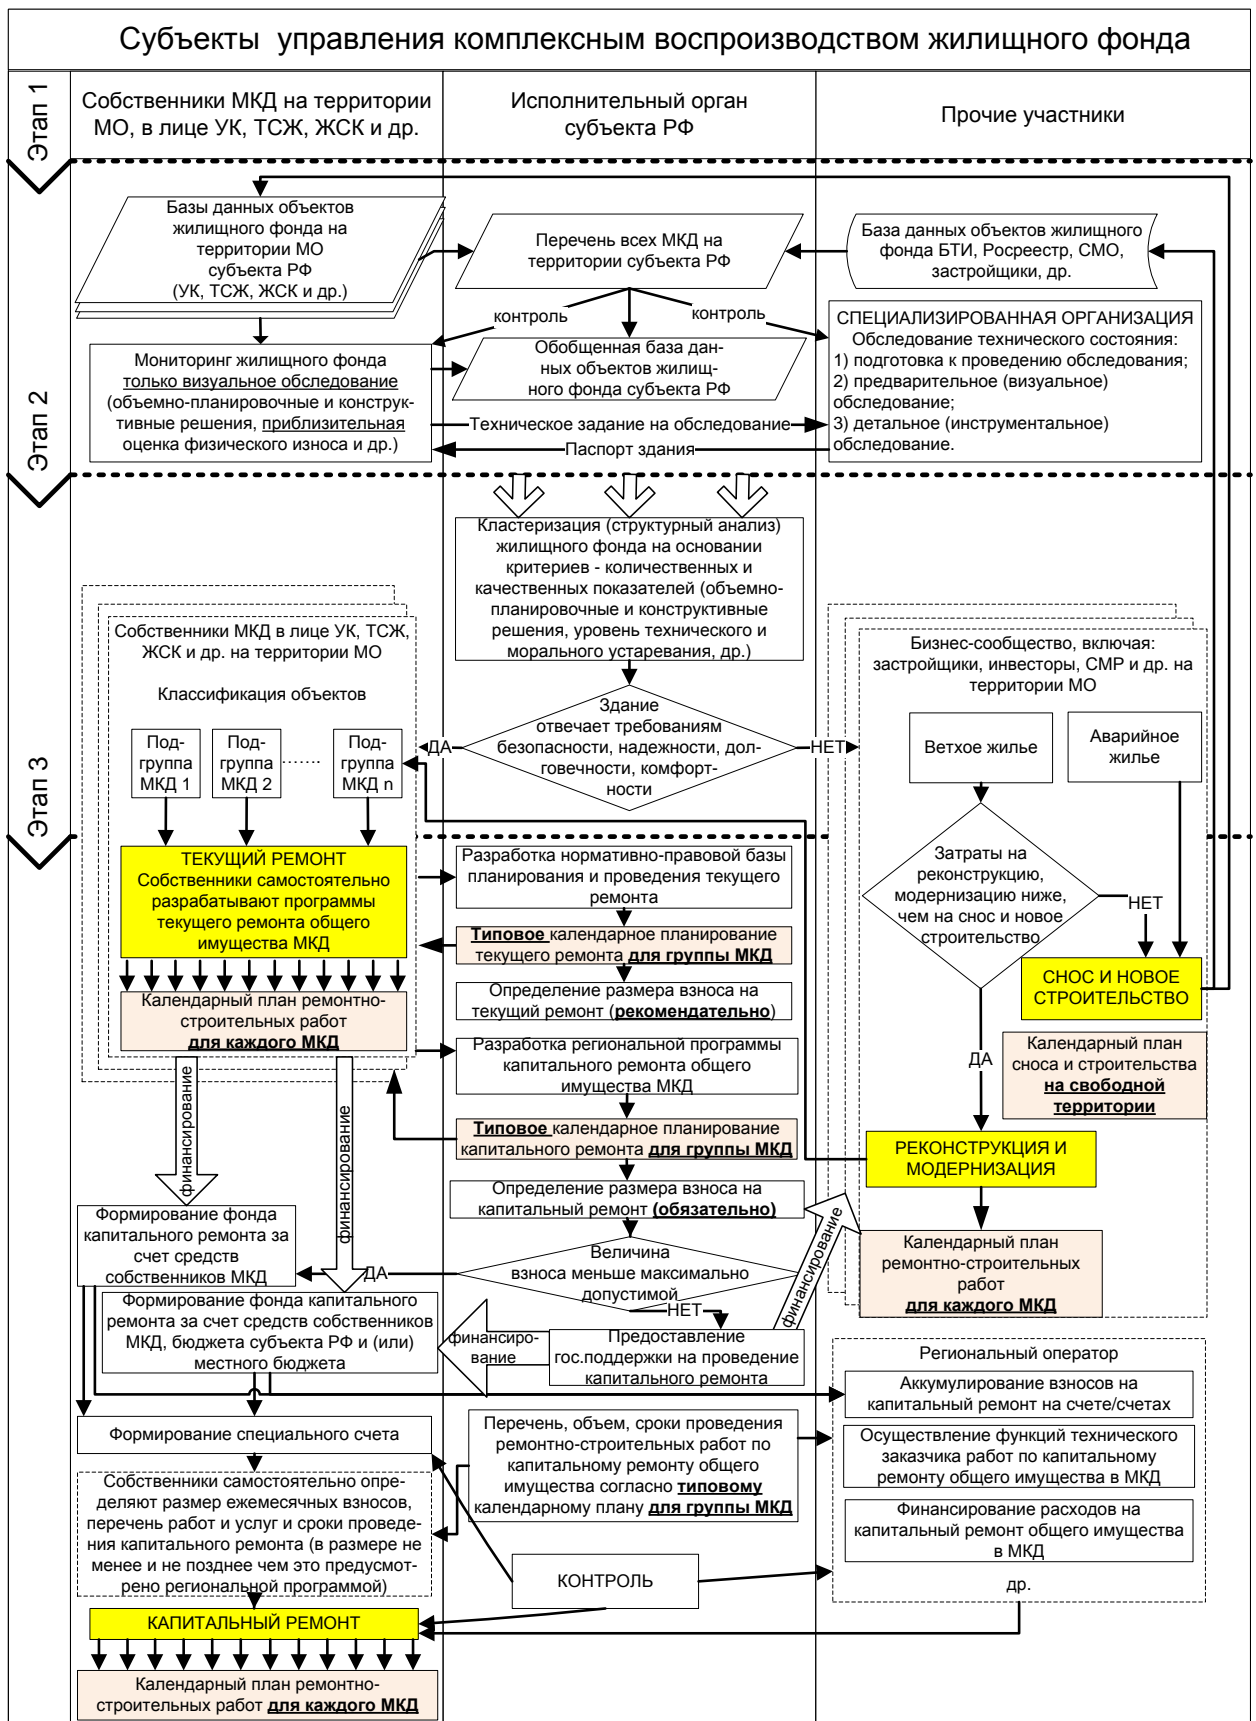 Субъекты управления комплексным воспроизводством жилищного фонда
Этап 1
Собственники МКД на территории
МО, в лице УК, ТСЖ, ЖСК и др.
Исполнительный орган
субъекта РФ
Прочие участники
Этап 2
Базы данных объектов
жилищного фонда на
территории МО
субъекта РФ
(УК, ТСЖ, ЖСК и др.)
Перечень всех МКД на
территории субъекта РФ
База данных объектов жилищного
фонда БТИ, Росреестр, СМО,
застройщики, др.
контроль
контроль
Мониторинг жилищного фонда
только визуальное обследование
(объемно-планировочные и конструк-
тивные решения, приблизительная
оценка физического износа и др.)
Обобщенная база дан-
ных объектов жилищ-
ного фонда субъекта РФ
СПЕЦИАЛИЗИРОВАННАЯ ОРГАНИЗАЦИЯ
Обследование технического состояния:
1) подготовка к проведению обследования;
2) предварительное (визуальное)
обследование;
3) детальное (инструментальное)
обследование.
Техническое задание на обследование
Паспорт здания
Этап 3
Кластеризация (структурный анализ)
жилищного фонда на основании
критериев - количественных и
качественных показателей (объемно-
планировочные и конструктивные
решения, уровень технического и
морального устаревания, др.)
Собственники МКД в лице УК, ТСЖ,
ЖСК и др. на территории МО
Классификация объектов
Под-
группа
МКД 1
Под-
группа
МКД 2
.......
Под-
группа
МКД n
ДА
Здание
отвечает требованиям
безопасности, надежности, дол-
говечности, комфорт-
ности
НЕТ
Бизнес-сообщество, включая:
застройщики, инвесторы, СМР и др. на
территории МО
Ветхое жилье
Аварийное
жилье
ТЕКУЩИЙ РЕМОНТ
Собственники самостоятельно
разрабатывают программы
текущего ремонта общего
имущества МКД
Календарный план ремонтно-
строительных работ
для каждого МКД
Разработка нормативно-правовой базы
планирования и проведения текущего
ремонта
Типовое календарное планирование
текущего ремонта для группы МКД
Определение размера взноса на
текущий ремонт (рекомендательно)
Разработка региональной программы
капитального ремонта общего
имущества МКД
Типовое календарное планирование
капитального ремонта для группы МКД
Определение размера взноса на
капитальный ремонт (обязательно)
Затраты на
реконструкцию,
модернизацию ниже,
чем на снос и новое
строительство
НЕТ
ДА
СНОС И НОВОЕ
СТРОИТЕЛЬСТВО
Календарный план
сноса и строительства
на свободной
территории
РЕКОНСТРУКЦИЯ И
МОДЕРНИЗАЦИЯ
Календарный план
ремонтно-строительных
работ
для каждого МКД
финансирование
финансирование
финансирование
Формирование фонда
капитального ремонта за
счет средств
собственников МКД
ДА
Величина
взноса меньше максимально
допустимой
НЕТ
Формирование фонда капитального
ремонта за счет средств собственников
МКД, бюджета субъекта РФ и (или)
местного бюджета
финансиро-
вание
Предоставление
гос.поддержки на проведение
капитального ремонта
Региональный оператор
Аккумулирование взносов на
капитальный ремонт на счете/счетах
Осуществление функций технического
заказчика работ по капитальному
ремонту общего имущества в МКД
Финансирование расходов на
капитальный ремонт общего имущества
в МКД
др.
Формирование специального счета
Перечень, объем, сроки проведения
ремонтно-строительных работ по
капитальному ремонту общего
имущества согласно типовому
календарному плану для группы МКД
Собственники самостоятельно опре-
деляют размер ежемесячных взносов,
перечень работ и услуг и сроки проведе-
ния капитального ремонта (в размере не
менее и не позднее чем это предусмот-
рено региональной программой)
КОНТРОЛЬ
КАПИТАЛЬНЫЙ РЕМОНТ
Календарный план ремонтно-
строительных работ для каждого МКД